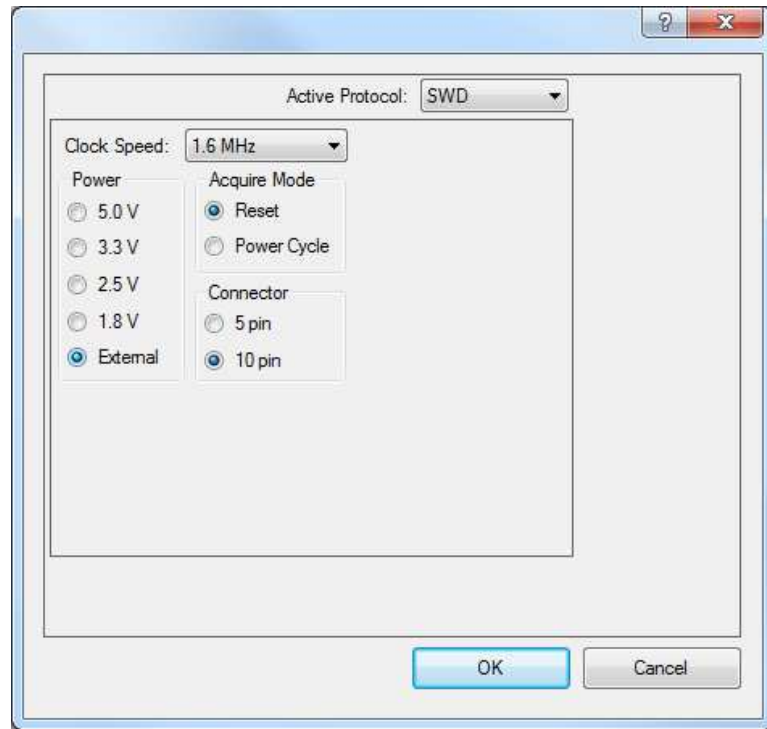 Active Protocol: SWD
Clock Speed: 1.6 MHz
Power
5.0 V
3.3 V
2.5 V
1.8 V
External
Acquire Mode
Reset
Power Cycle
Connector
5 pin
10 pin
OK
Cancel